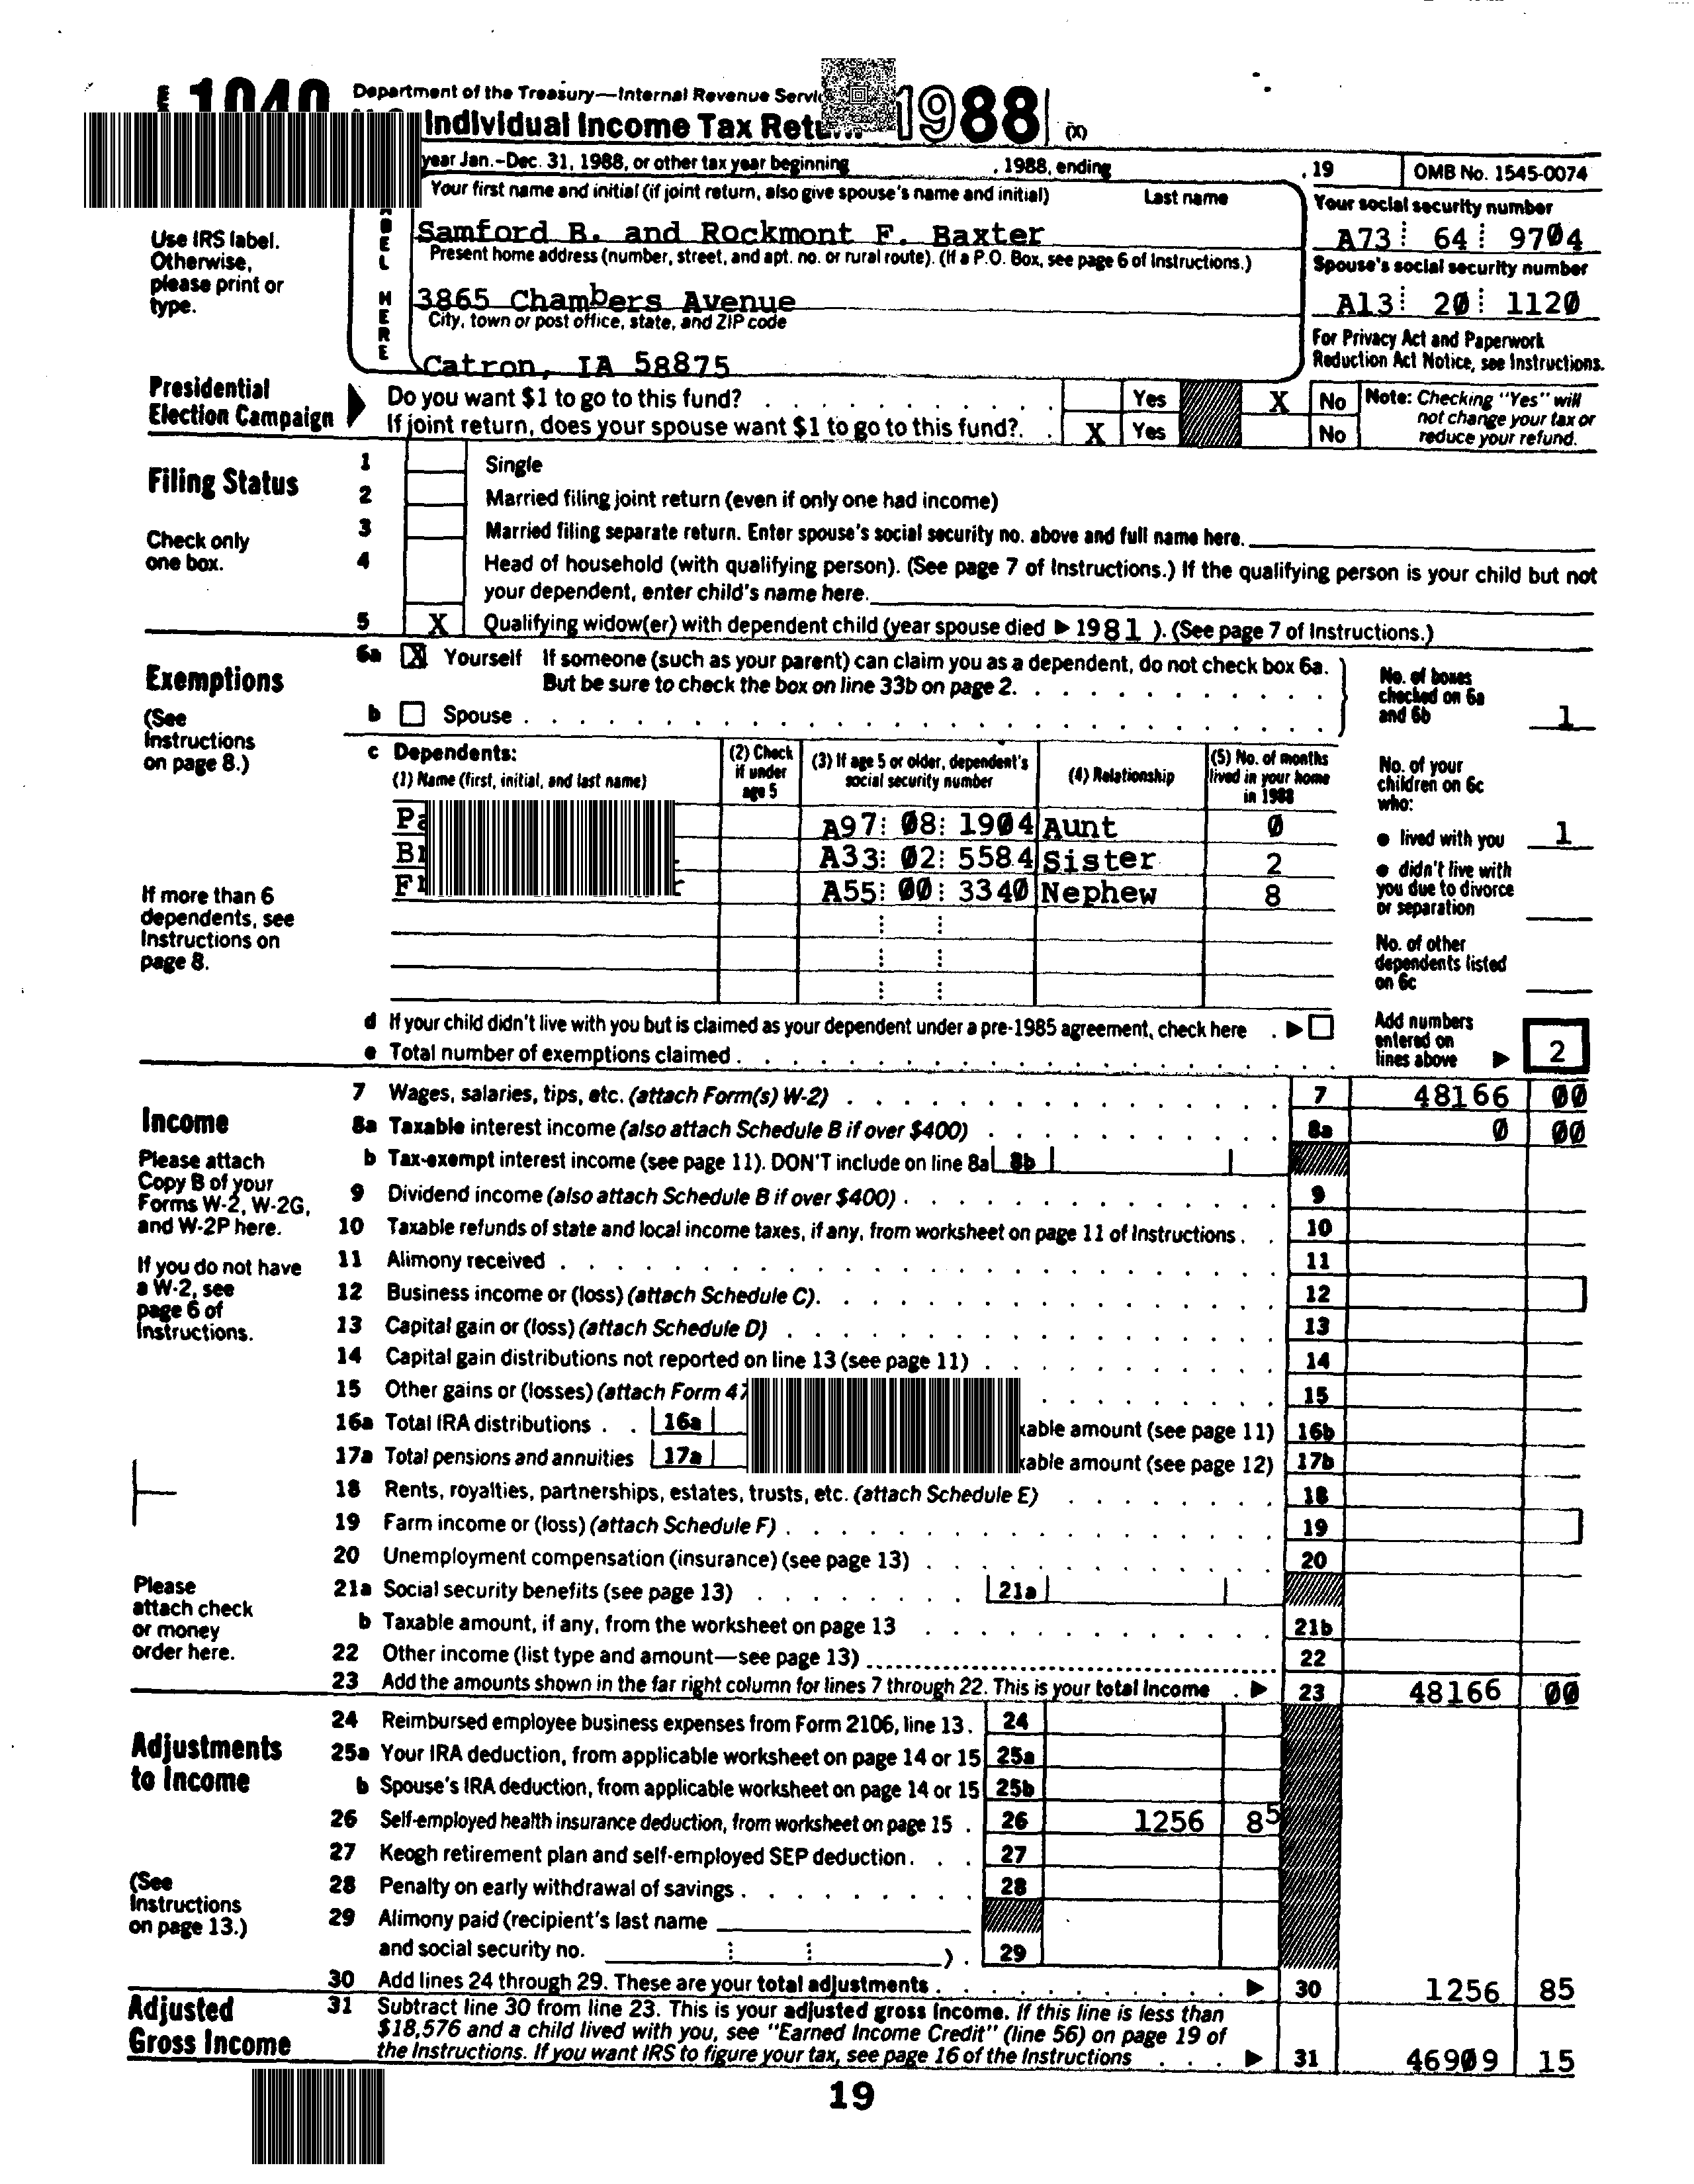 1040
Department of the Treasury—Internal Revenue
Individual Income Tax 1988 (X)
year Jan.–Dec. 31, 1988, or other tax year beginning , 1988, ending , 19 OMB No. 1545-0074
Your first name and initial (if joint return, also give spouse's name and initial) Last name
Samford B. and Rockmont F. Baxter
Your social security number
A73 64 9704
Use IRS label. Otherwise, please print or type.
HERE
Present home address (number, street, and apt. no. or rural route). (If a P.O. Box, see page 6 of Instructions.)
3865 Chambers Avenue
Spouse's social security number
A13 20 1120
City, town or post office, state, and ZIP code
Catron, IA 58875
For Privacy Act and Paperwork Reduction Act Notice, see Instructions.
Presidential Election Campaign
Do you want $1 to go to this fund? Yes X No
If joint return, does your spouse want $1 to go to this fund?. X Yes No
Note: Checking "Yes" will not change your tax or reduce your refund.
Filing Status
Check only one box.
1 Single
2 Married filing joint return (even if only one had income)
3 Married filing separate return. Enter spouse's social security no. above and full name here.
4 Head of household (with qualifying person). (See page 7 of Instructions.) If the qualifying person is your child but not
your dependent, enter child's name here.
5 X Qualifying widow(er) with dependent child (year spouse died ▶ 1981 ). (See page 7 of Instructions.)
Exemptions
(See Instructions on page 8.)
6a X Yourself If someone (such as your parent) can claim you as a dependent, do not check box 6a.
But be sure to check the box on line 33b on page 2.
b Spouse
No. of boxes checked on 6a and 6b 1
c Dependents:
(1) Name (first, initial, and last name)
(2) Check if under age 5
(3) If age 5 or older, dependent's social security number
(4) Relationship
(5) No. of months lived in your home in 1988
A97 08 1904 Aunt 0
A33 02 5584 Sister 2
A55 00 3340 Nephew 8
If more than 6 dependents, see Instructions on page 8.
No. of your children on 6c who:
● lived with you 1
● didn't live with you due to divorce or separation
No. of other dependents listed on 6c
d If your child didn't live with you but is claimed as your dependent under a pre-1985 agreement, check here . ▶
e Total number of exemptions claimed
Add numbers entered on lines above ▶ 2
Income
Please attach Copy B of your Forms W-2, W-2G, and W-2P here.
If you do not have a W-2, see page 6 of Instructions.
Please attach check or money order here.
7 Wages, salaries, tips, etc. (attach Form(s) W-2) 7 48166 00
8a Taxable interest income (also attach Schedule B if over $400) 8a 0 00
b Tax-exempt interest income (see page 11). DON'T include on line 8a 8b
9 Dividend income (also attach Schedule B if over $400) 9
10 Taxable refunds of state and local income taxes, if any, from worksheet on page 11 of Instructions 10
11 Alimony received 11
12 Business income or (loss) (attach Schedule C). 12
13 Capital gain or (loss) (attach Schedule D) 13
14 Capital gain distributions not reported on line 13 (see page 11) 14
15 Other gains or (losses) (attach Form 15
16a Total IRA distributions 16a amount (see page 11) 16b
17a Total pensions and annuities 17a amount (see page 12) 17b
18 Rents, royalties, partnerships, estates, trusts, etc. (attach Schedule E) 18
19 Farm income or (loss) (attach Schedule F) 19
20 Unemployment compensation (insurance) (see page 13) 20
21a Social security benefits (see page 13) 21a
b Taxable amount, if any, from the worksheet on page 13 21b
22 Other income (list type and amount—see page 13) 22
23 Add the amounts shown in the far right column for lines 7 through 22. This is your total income ▶ 23 48166 00
Adjustments to Income
(See Instructions on page 13.)
24 Reimbursed employee business expenses from Form 2106, line 13. 24
25a Your IRA deduction, from applicable worksheet on page 14 or 15 25a
b Spouse's IRA deduction, from applicable worksheet on page 14 or 15 25b
26 Self-employed health insurance deduction, from worksheet on page 15 26 1256 85
27 Keogh retirement plan and self-employed SEP deduction. 27
28 Penalty on early withdrawal of savings 28
29 Alimony paid (recipient's last name
and social security no. ) . 29
30 Add lines 24 through 29. These are your total adjustments ▶ 30 1256 85
Adjusted Gross Income
31 Subtract line 30 from line 23. This is your adjusted gross income. If this line is less than
$18,576 and a child lived with you, see "Earned Income Credit" (line 56) on page 19 of
the Instructions. If you want IRS to figure your tax, see page 16 of the Instructions ▶ 31 46909 15
19